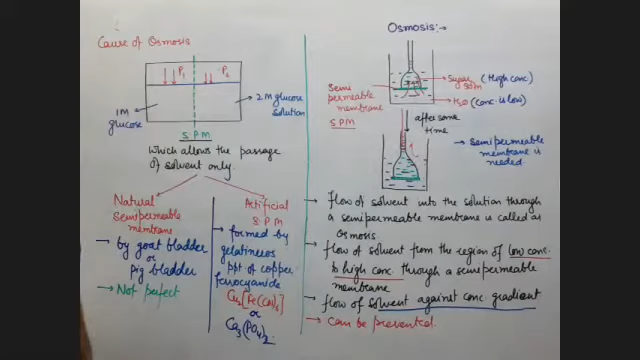 Cause of Osmosis
P₁
P₂
1M
glucose
2M glucose
solution
S.P.M
Which allows the passage
of solvent only
Natural
semipermeable
membrane
→ by goat bladder
or
Pig bladder
→ Not perfect
Artificial
S.P.M
→ formed by
gelatineos
ppt of copper
ferrocyanide
Cu₂[Fe(CN)₆]
or
Ca₃(PO₄)₂
Osmosis:-
Semi
permeable
membrane
SPM
Sugar (High conc.)
soln
H₂O (conc. is low)
after some
time
→ semipermeable
membrane is
needed
→ flow of solvent into the solution through
a semipermeable membrane is called as
Osmosis.
→ flow of solvent from the region of low conc.
to high conc. through a semipermeable
membrane
→ flow of solvent against conc. gradient
→ can be prevented.